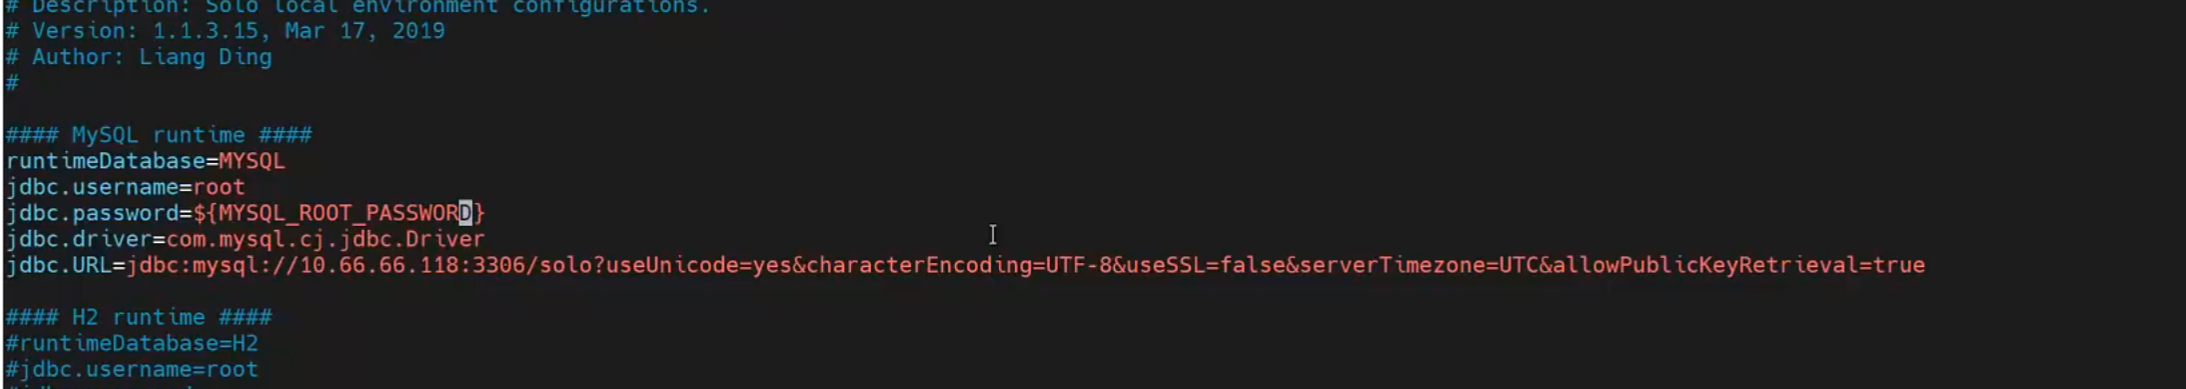 # Description: Solo local environment configurations.
# Version: 1.1.3.15, Mar 17, 2019
# Author: Liang Ding
#
#### MySQL runtime ####
runtimeDatabase=MYSQL
jdbc.username=root
jdbc.password=${MYSQL_ROOT_PASSWORD}
jdbc.driver=com.mysql.cj.jdbc.Driver
jdbc.URL=jdbc:mysql://10.66.66.118:3306/solo?useUnicode=yes&characterEncoding=UTF-8&useSSL=false&serverTimezone=UTC&allowPublicKeyRetrieval=true
#### H2 runtime ####
#runtimeDatabase=H2
#jdbc.username=root